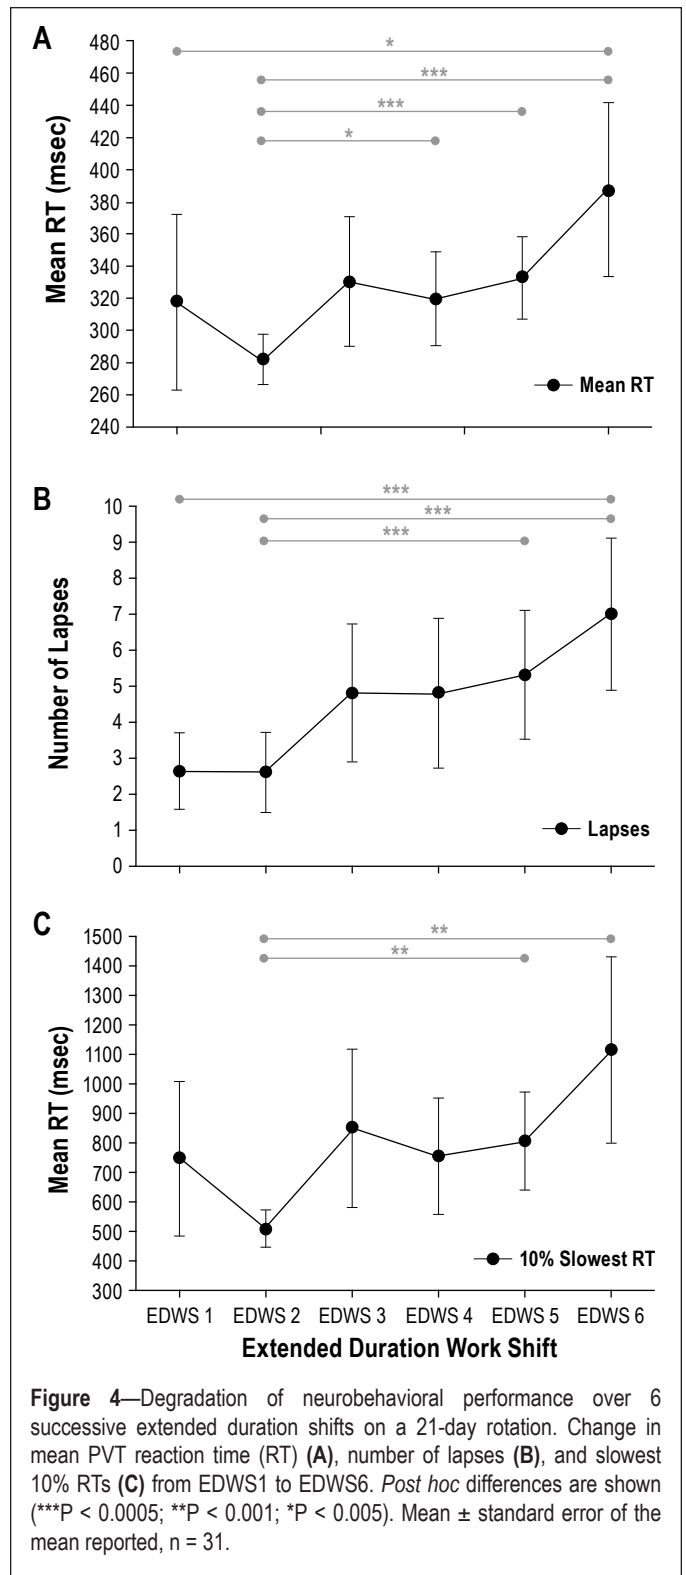 A
480
460
440
420
400
380
360
340
320
300
280
260
240
Mean RT (msec)
*
***
***
*
Mean RT
B
10
9
8
7
6
5
4
3
2
1
0
Number of Lapses
***
***
***
Lapses
C
1500
1400
1300
1200
1100
1000
900
800
700
600
500
400
300
Mean RT (msec)
**
**
10% Slowest RT
EDWS 1 EDWS 2 EDWS 3 EDWS 4 EDWS 5 EDWS 6
Extended Duration Work Shift
Figure 4—Degradation of neurobehavioral performance over 6
successive extended duration shifts on a 21-day rotation. Change in
mean PVT reaction time (RT) (A), number of lapses (B), and slowest
10% RTs (C) from EDWS1 to EDWS6. Post hoc differences are shown
(***P < 0.0005; **P < 0.001; *P < 0.005). Mean ± standard error of the
mean reported, n = 31.